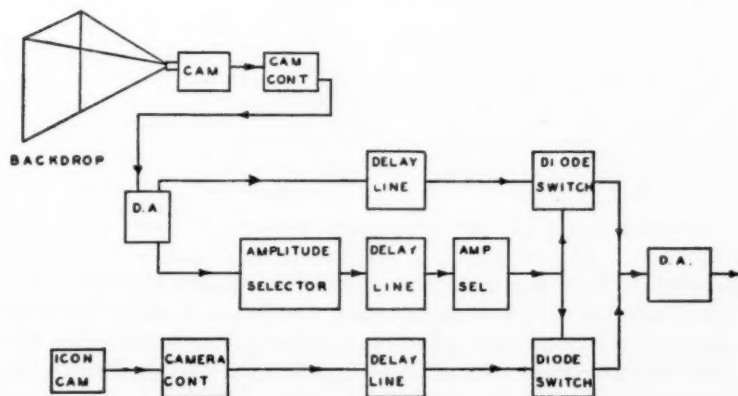 CAM
CAM
CONT
BACKDROP
D.A
DELAY
LINE
DIODE
SWITCH
AMPLITUDE
SELECTOR
DELAY
LINE
AMP
SEL
D.A.
ICON
CAM
CAMERA
CONT
DELAY
LINE
DIODE
SWITCH